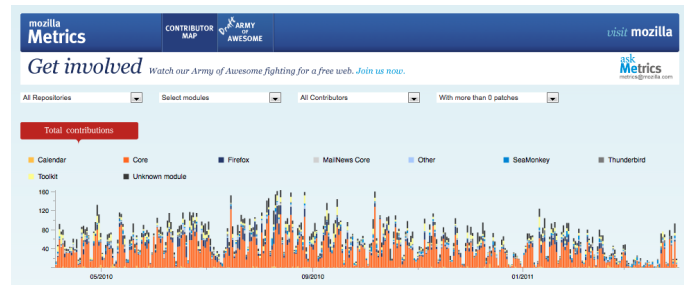 mozilla
Metrics
CONTRIBUTOR
MAP
Draft ARMY
OF
AWESOME
visit mozilla
Get involved Watch our Army of Awesome fighting for a free web. Join us now.
ask
Metrics
metrics@mozilla.com
All Repositories Select modules All Contributors With more than 0 patches
Total contributions
Calendar Core Firefox MailNews Core Other SeaMonkey Thunderbird
Toolkit Unknown module
160
120
80
40
05/2010 09/2010 01/2011